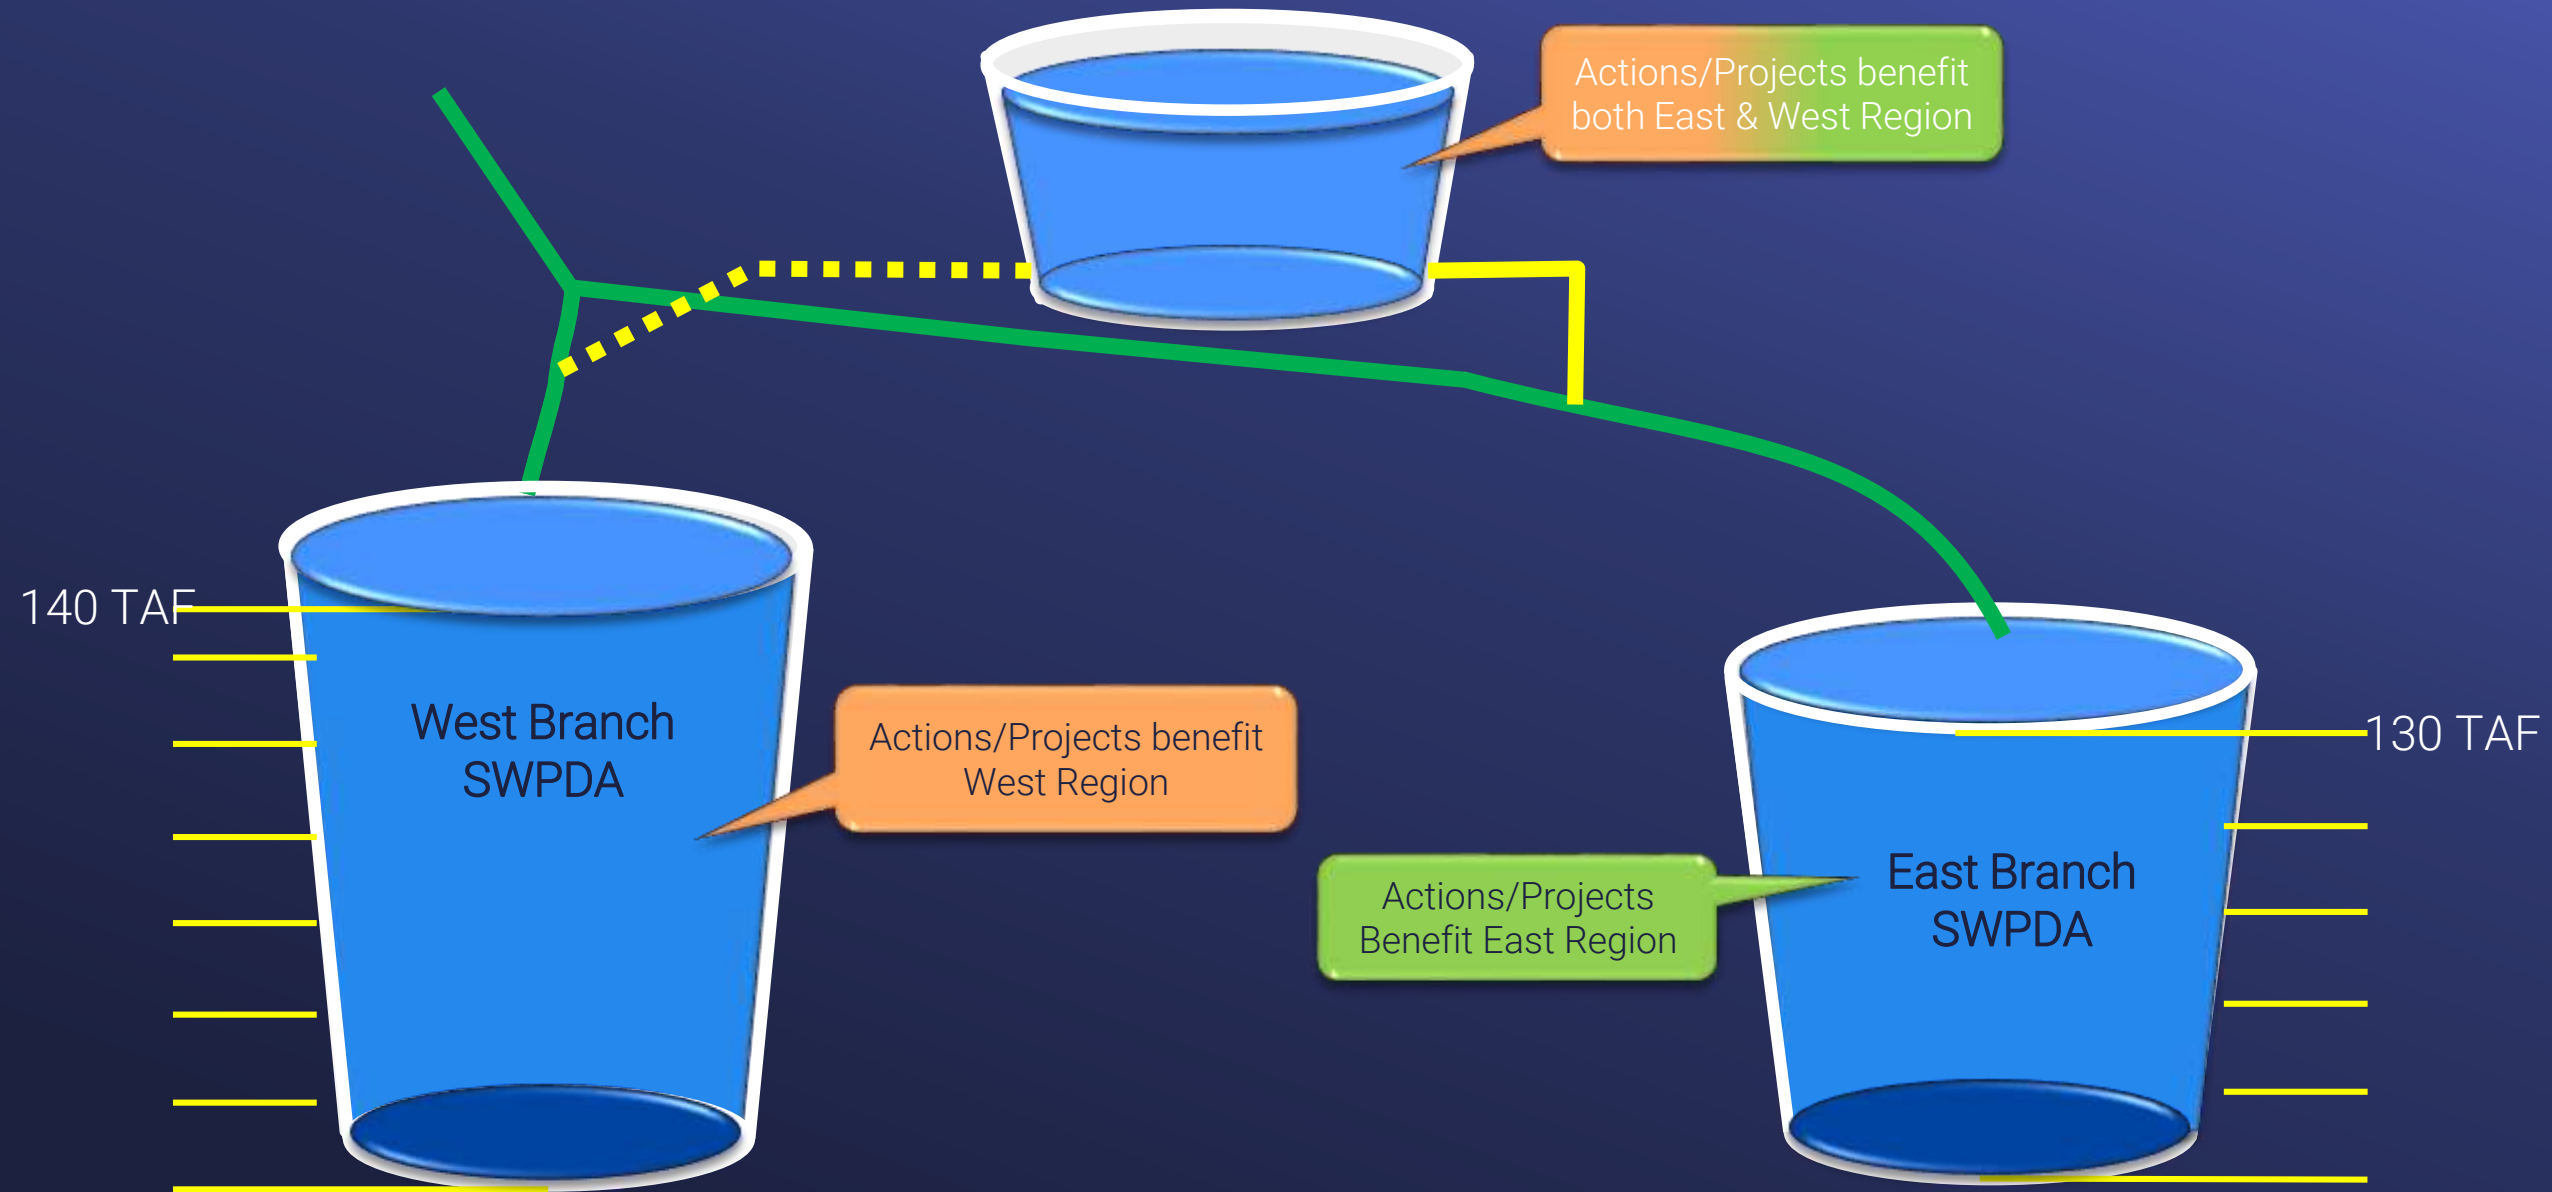 Actions/Projects benefit
both East & West Region
140 TAF
West Branch
SWPDA
Actions/Projects benefit
West Region
130 TAF
Actions/Projects
Benefit East Region
East Branch
SWPDA